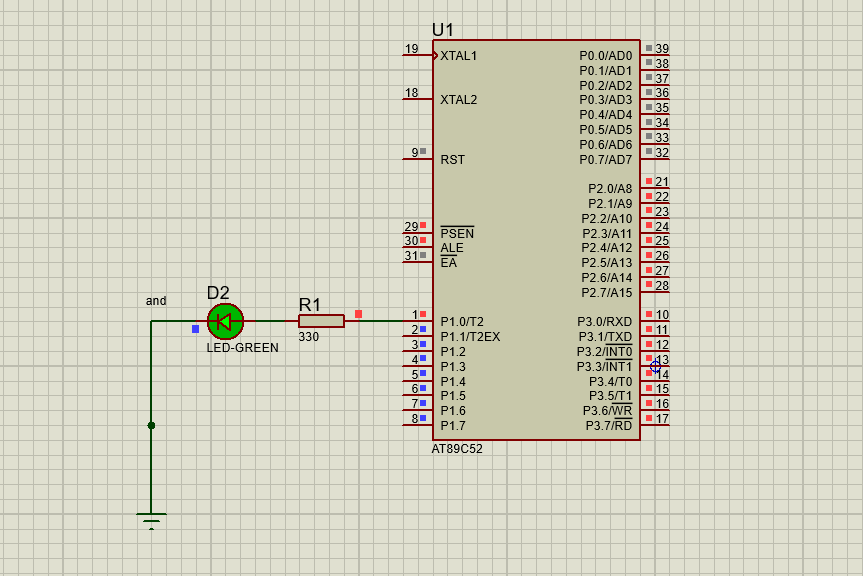 U1
19 XTAL1 P0.0/AD0 39
P0.1/AD1 38
P0.2/AD2 37
18 XTAL2 P0.3/AD3 36
P0.4/AD4 35
P0.5/AD5 34
P0.6/AD6 33
9 RST P0.7/AD7 32
P2.0/A8 21
P2.1/A9 22
P2.2/A10 23
29 PSEN P2.3/A11 24
30 ALE P2.4/A12 25
31 EA P2.5/A13 26
P2.6/A14 27
P2.7/A15 28
1 P1.0/T2 P3.0/RXD 10
2 P1.1/T2EX P3.1/TXD 11
3 P1.2 P3.2/INT0 12
4 P1.3 P3.3/INT1 13
5 P1.4 P3.4/T0 14
6 P1.5 P3.5/T1 15
7 P1.6 P3.6/WR 16
8 P1.7 P3.7/RD 17
AT89C52
and
D2
LED-GREEN
R1
330